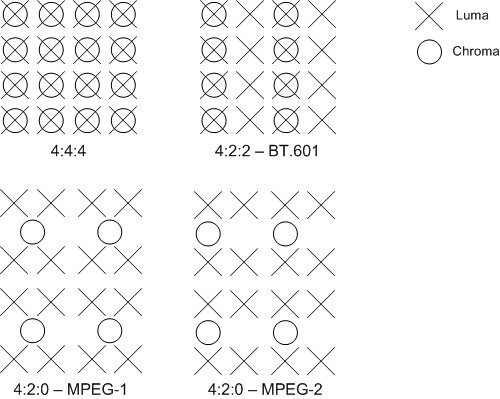 Luma
Chroma
4:4:4
4:2:2 – BT.601
4:2:0 – MPEG-1
4:2:0 – MPEG-2